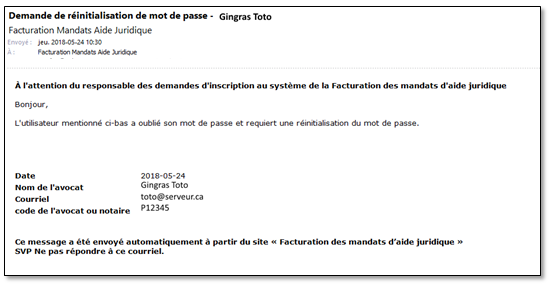 Demande de réinitialisation de mot de passe - Gingras Toto
Facturation Mandats Aide Juridique
Envoyé : jeu. 2018-05-24 10:30
À : Facturation Mandats Aide Juridique
À l'attention du responsable des demandes d'inscription au système de la Facturation des mandats d'aide juridique
Bonjour,
L'utilisateur mentionné ci-bas a oublié son mot de passe et requiert une réinitialisation du mot de passe.
Date 2018-05-24
Nom de l'avocat Gingras Toto
Courriel toto@serveur.ca
code de l'avocat ou notaire P12345
Ce message a été envoyé automatiquement à partir du site « Facturation des mandats d’aide juridique »
SVP Ne pas répondre à ce courriel.